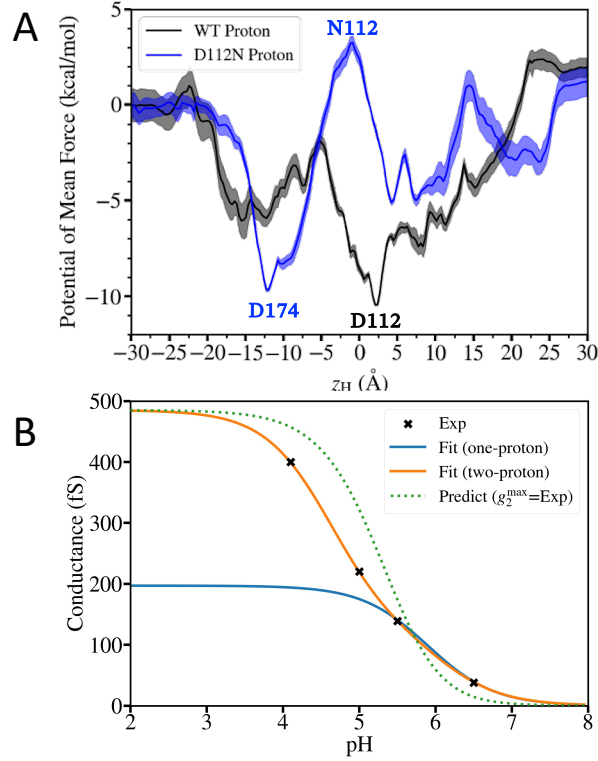 A
Potential of Mean Force (kcal/mol)
5
0
−5
−10
WT Proton
D112N Proton
N112
D174
D112
−30 −25 −20 −15 −10 −5 0 5 10 15 20 25 30
z_H (Å)
B
Conductance (fS)
500
400
300
200
100
0
Exp
Fit (one-proton)
Fit (two-proton)
Predict (g₂ᵐᵃˣ=Exp)
2 3 4 5 6 7 8
pH